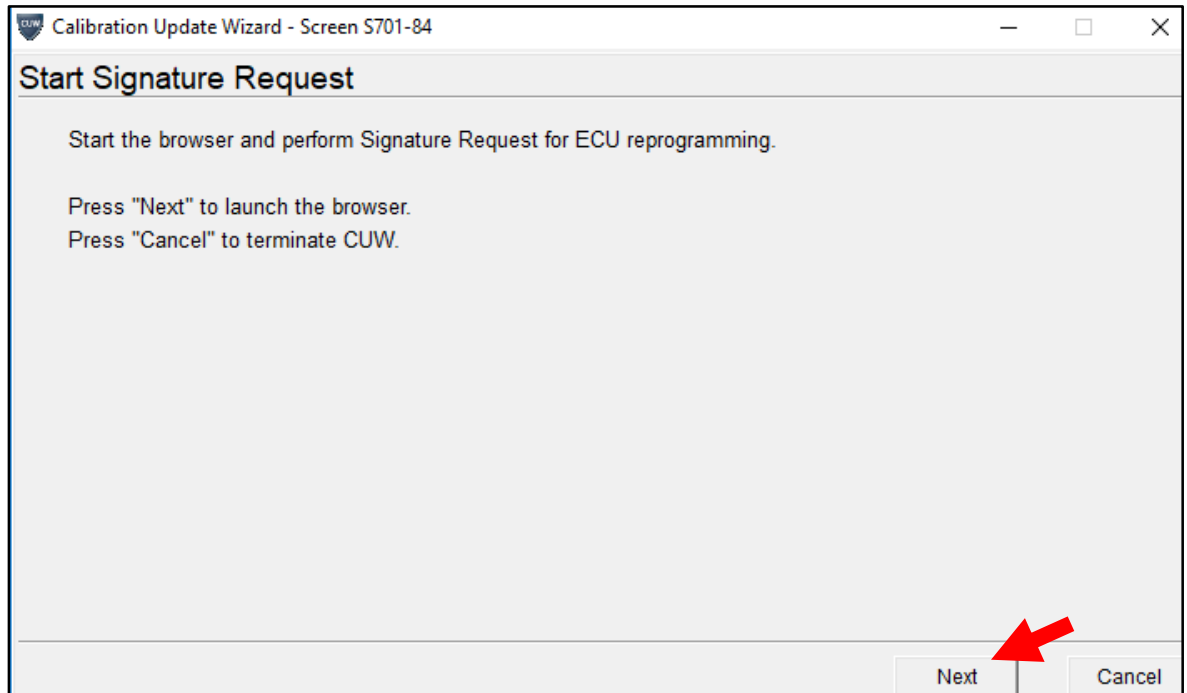 CUW
Calibration Update Wizard - Screen S701-84
Start Signature Request
Start the browser and perform Signature Request for ECU reprogramming.
Press "Next" to launch the browser.
Press "Cancel" to terminate CUW.
Next
Cancel